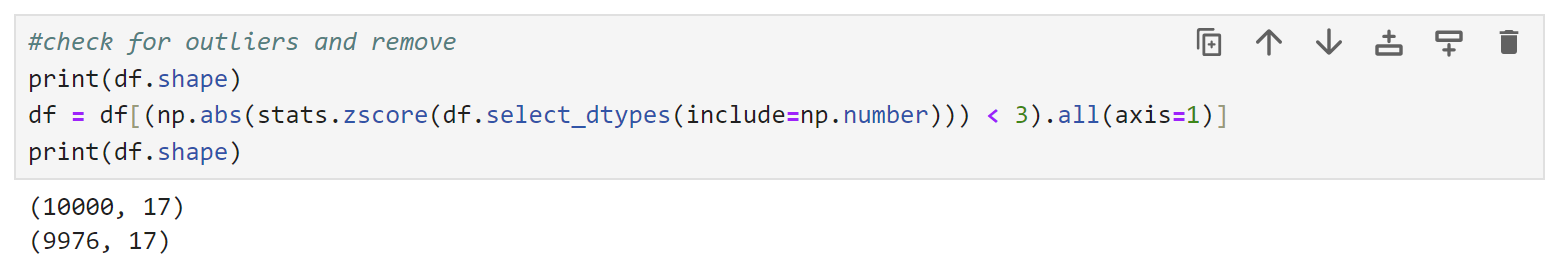 #check for outliers and remove
print(df.shape)
df = df[(np.abs(stats.zscore(df.select_dtypes(include=np.number))) < 3).all(axis=1)]
print(df.shape)
(10000, 17)
(9976, 17)